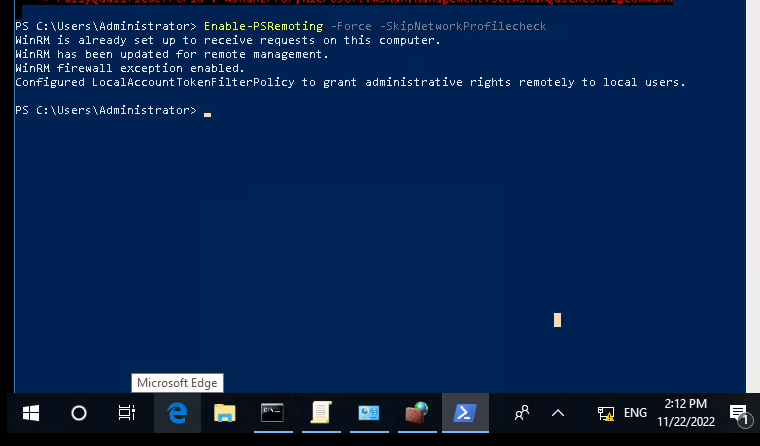 PS C:\Users\Administrator> Enable-PSRemoting -Force -SkipNetworkProfilecheck
WinRM is already set up to receive requests on this computer.
WinRM has been updated for remote management.
WinRM firewall exception enabled.
Configured LocalAccountTokenFilterPolicy to grant administrative rights remotely to local users.
PS C:\Users\Administrator>
Microsoft Edge
ENG
2:12 PM
11/22/2022
1